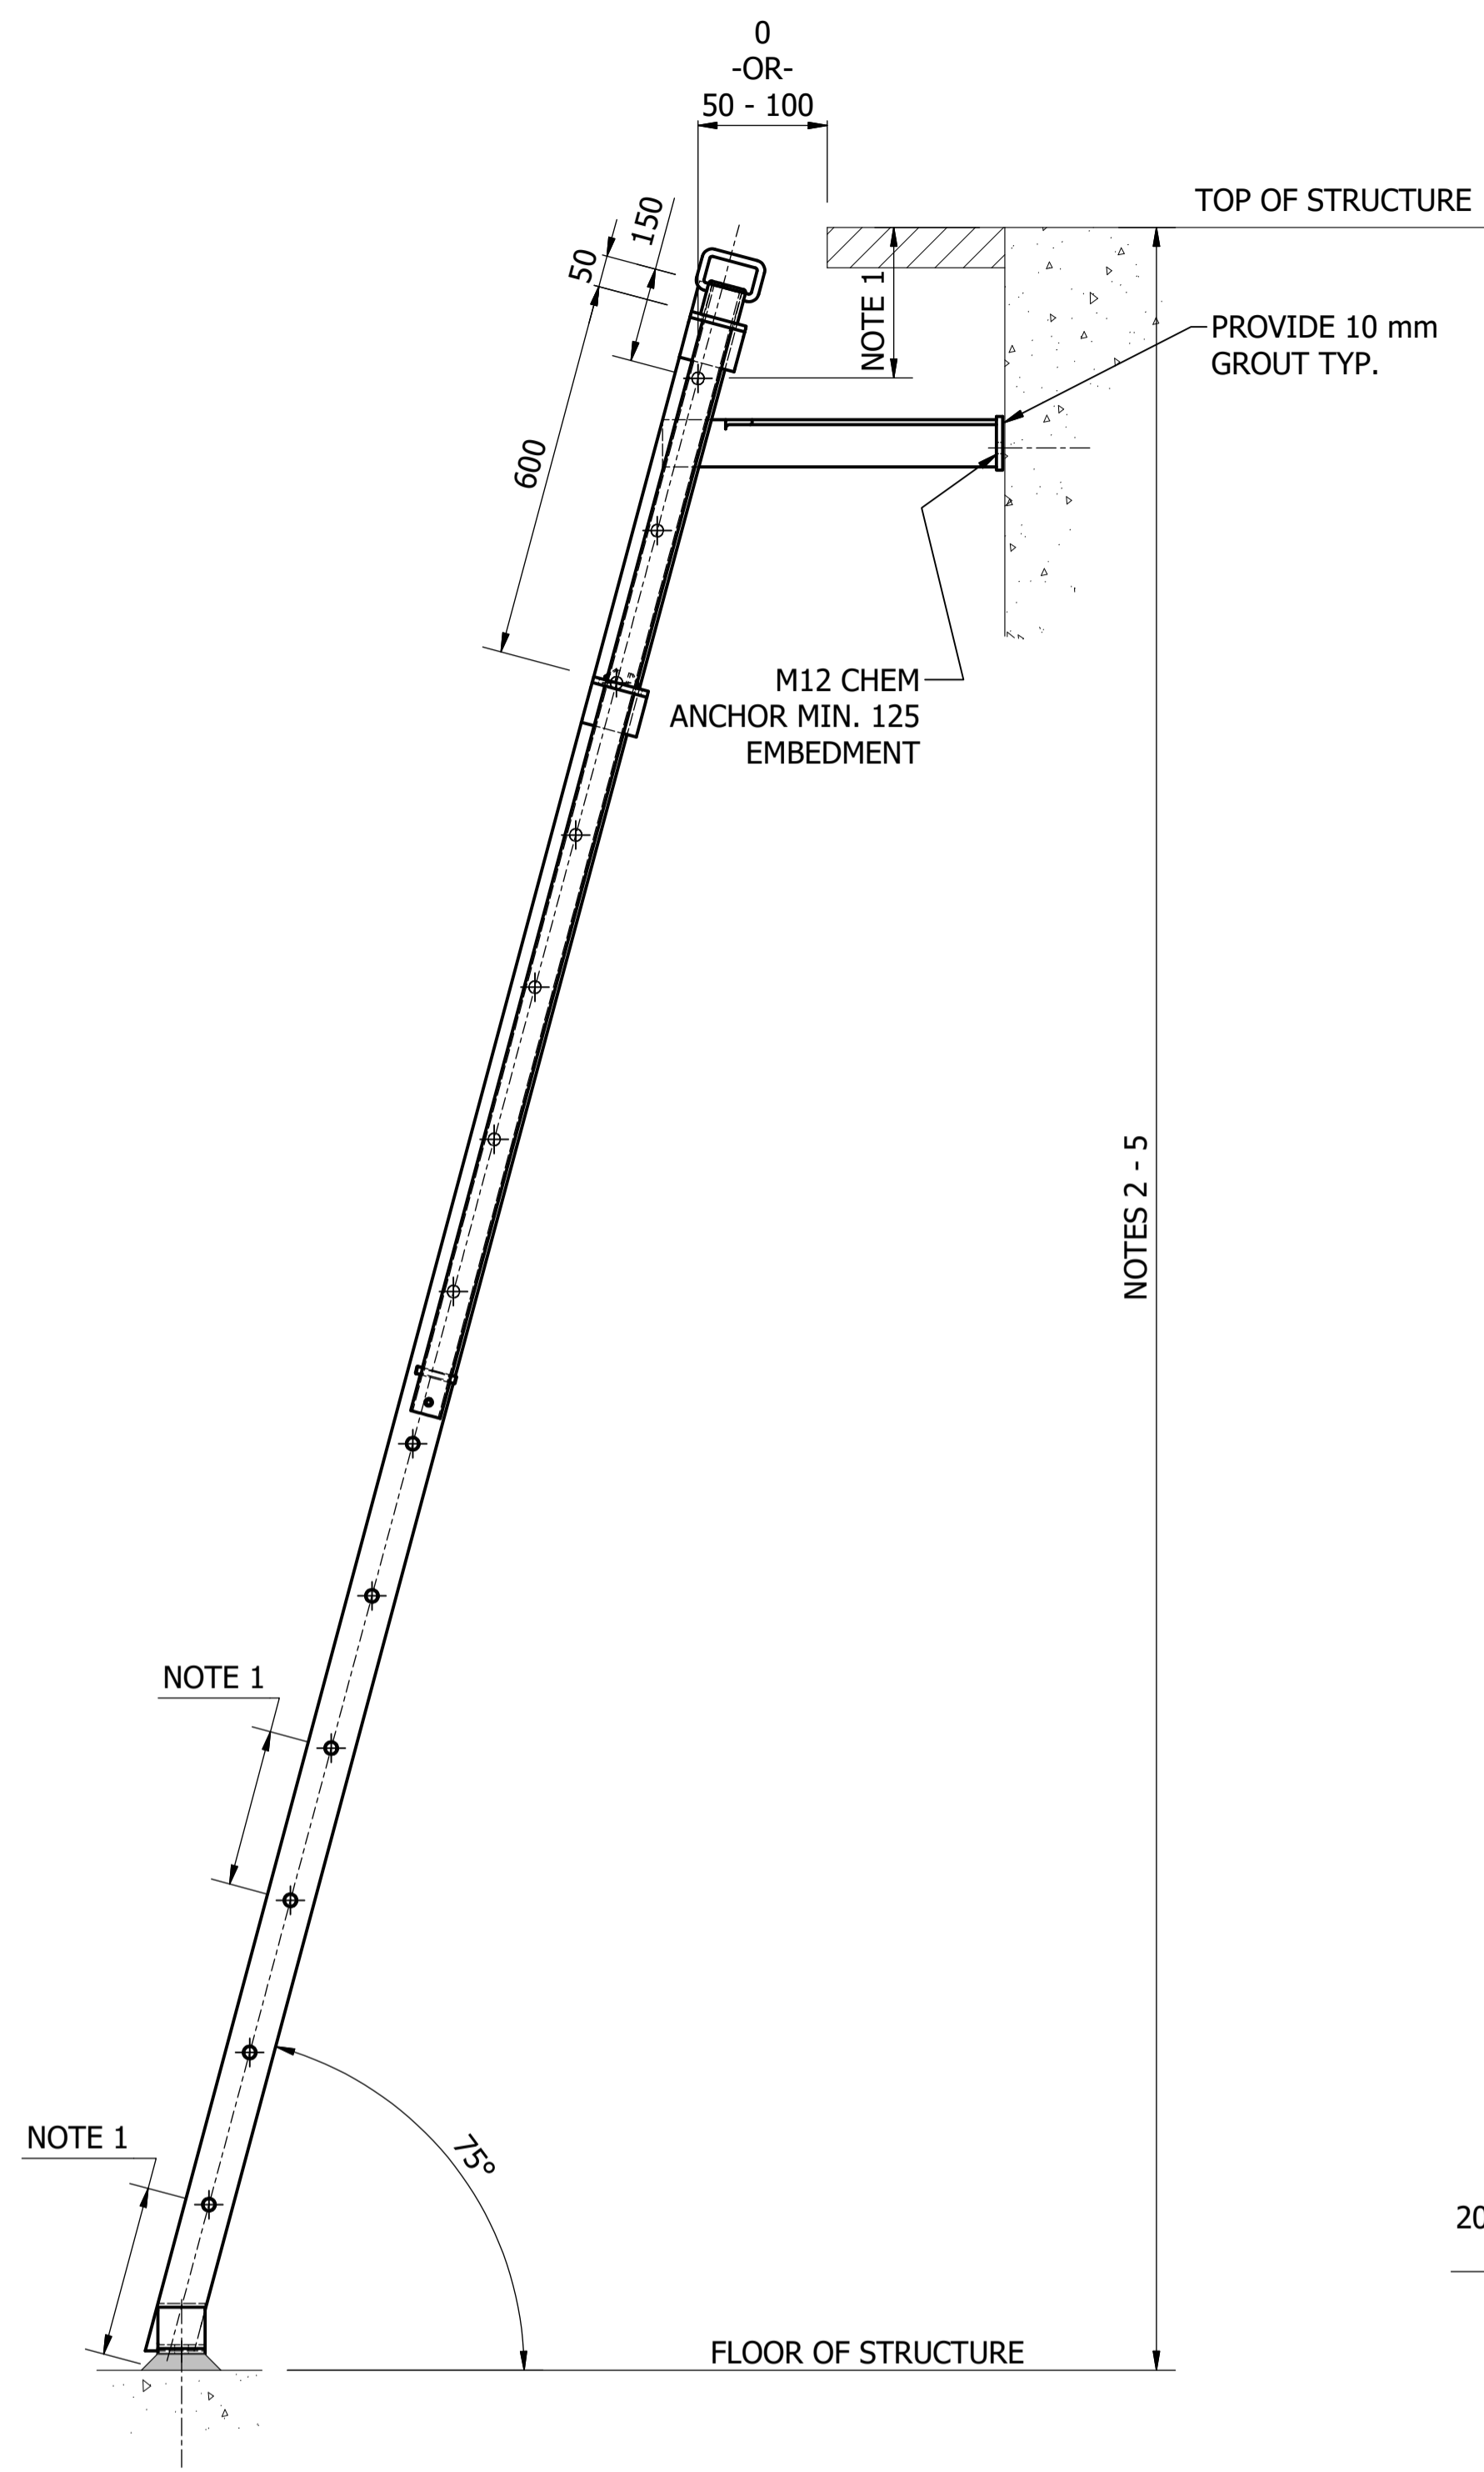 0
-OR-
50 - 100
TOP OF STRUCTURE
150
50
NOTE 1
PROVIDE 10 mm
GROUT TYP.
600
M12 CHEM
ANCHOR MIN. 125
EMBEDMENT
NOTES 2 - 5
NOTE 1
NOTE 1
75°
20
FLOOR OF STRUCTURE